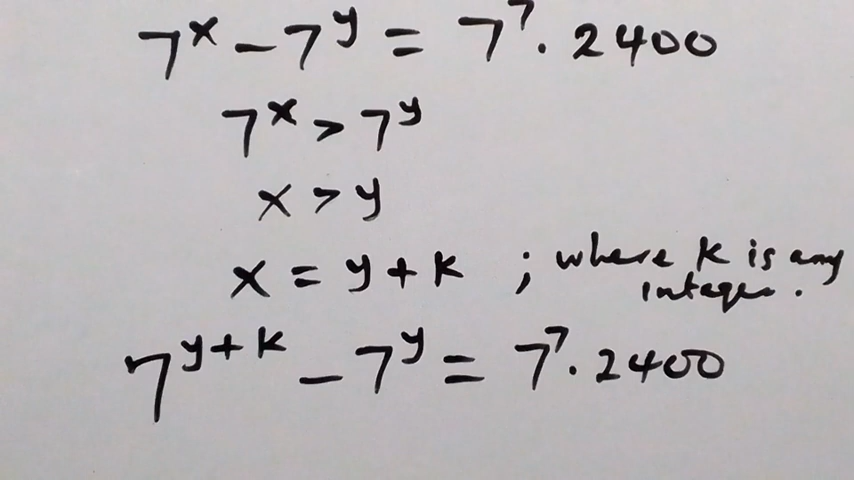 7^x - 7^y = 7^7 . 2400
7^x > 7^y
x > y
x = y + k ; where k is any
integer.
7^{y+k} - 7^y = 7^7 . 2400